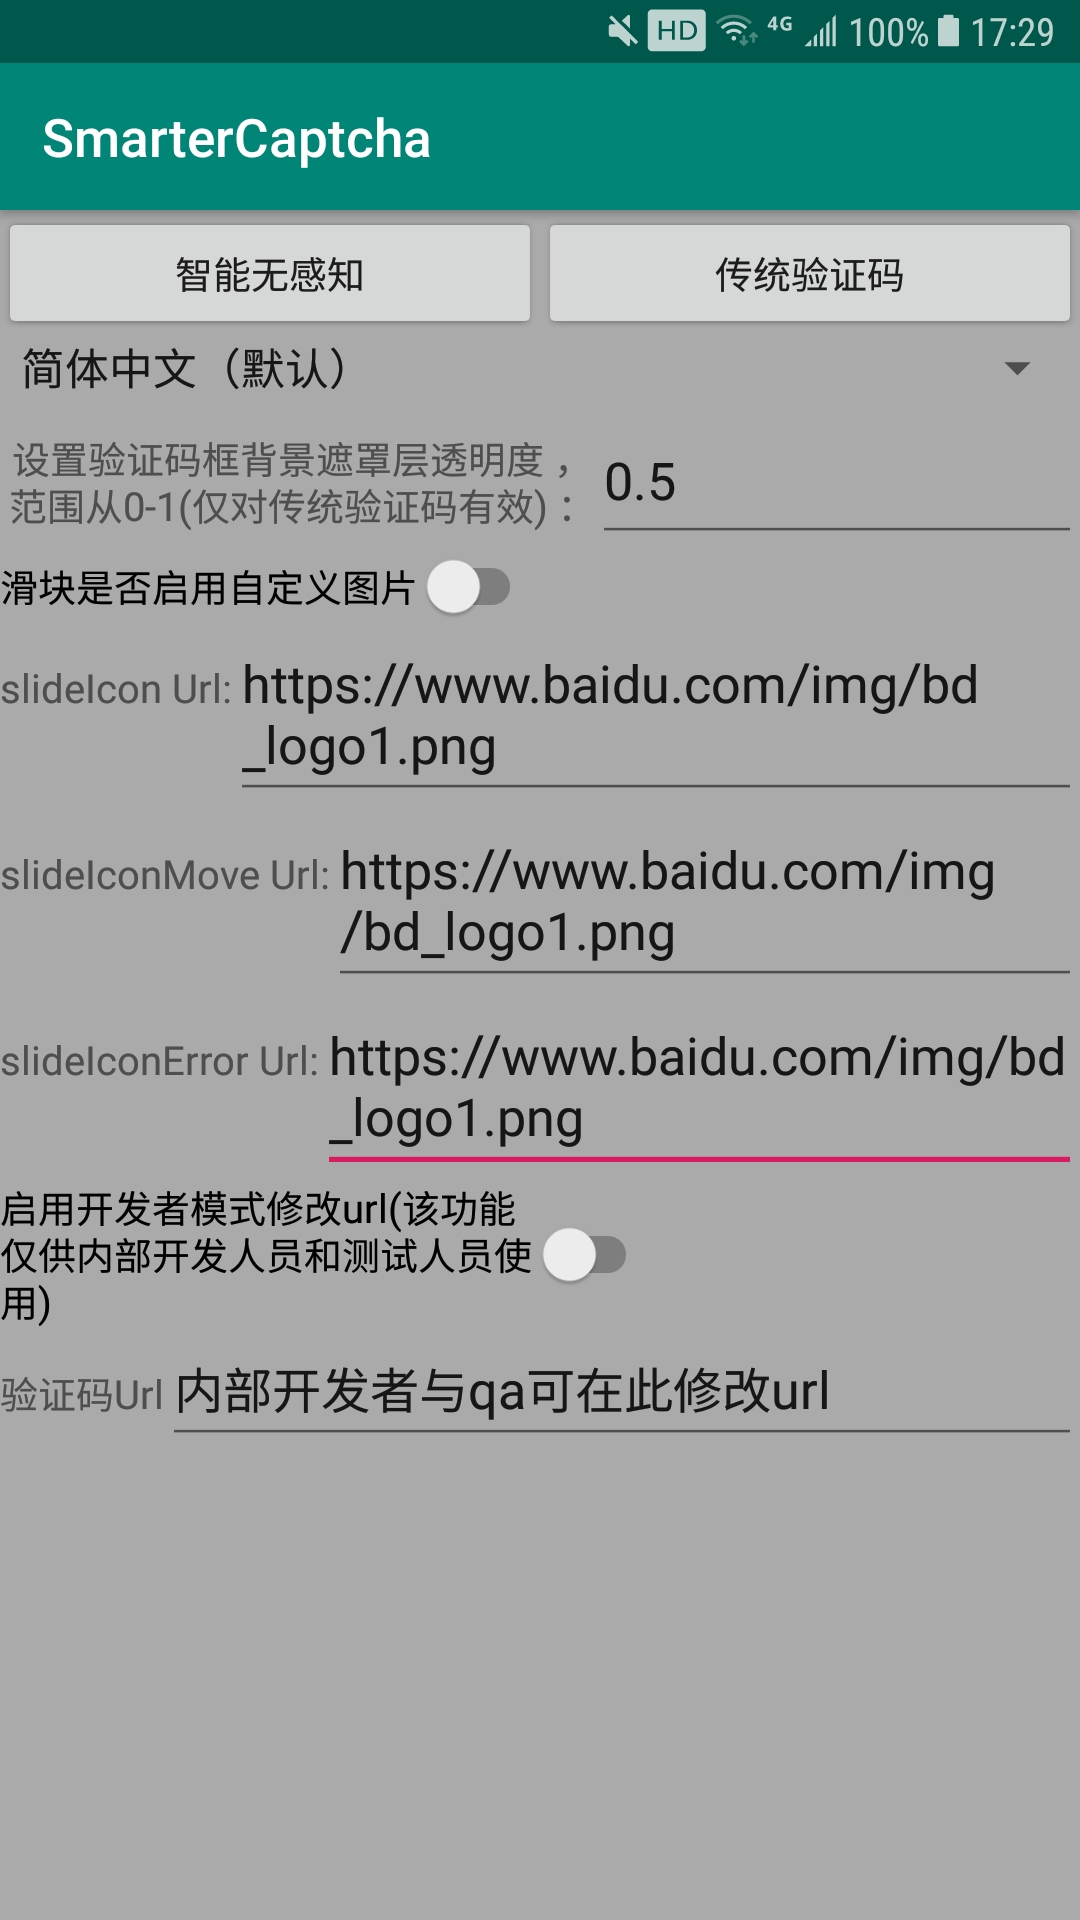 HD 4G 100% 17:29
SmarterCaptcha
智能无感知 传统验证码
简体中文（默认）
设置验证码框背景遮罩层透明度，
范围从0-1(仅对传统验证码有效)：
0.5
滑块是否启用自定义图片
slideIcon Url: https://www.baidu.com/img/bd
_logo1.png
slideIconMove Url: https://www.baidu.com/img
/bd_logo1.png
slideIconError Url: https://www.baidu.com/img/bd
_logo1.png
启用开发者模式修改url(该功能
仅供内部开发人员和测试人员使
用)
验证码Url 内部开发者与qa可在此修改url